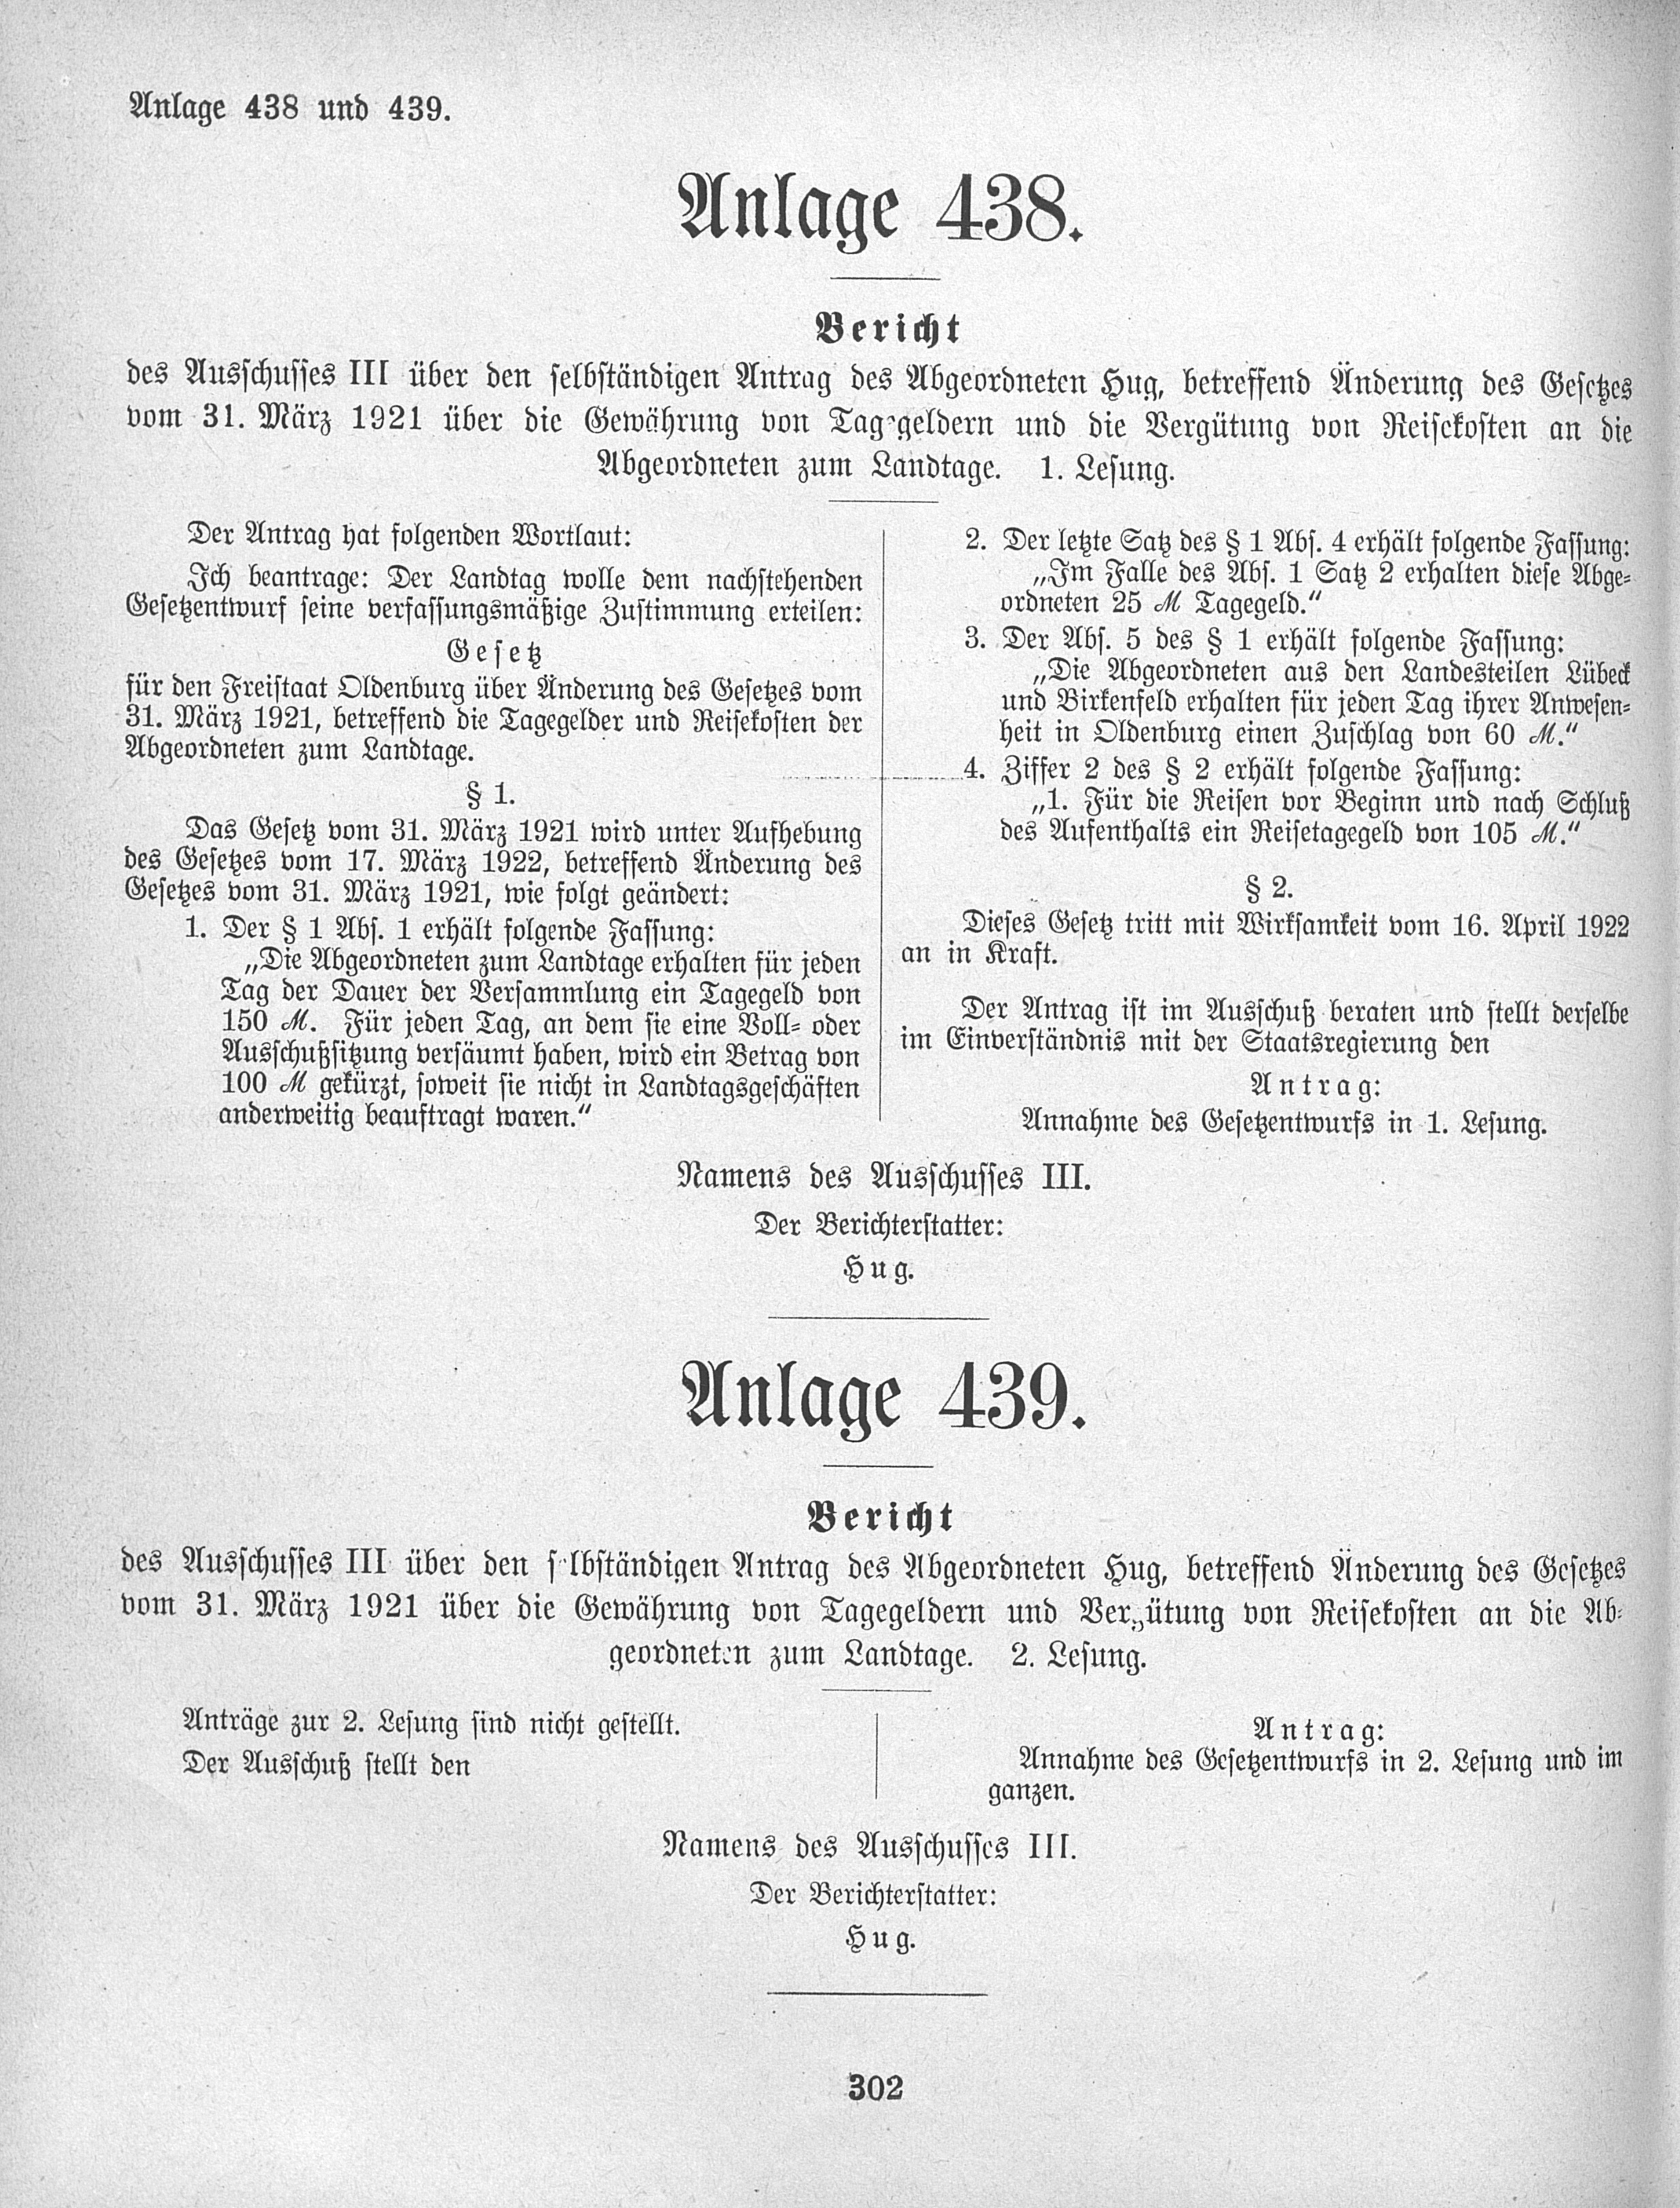 Anlage 438 und 439.
Anlage 438.
Bericht
des Ausschusses III über den selbständigen Antrag des Abgeordneten Hug, betreffend Änderung des Gesetzes
vom 31. März 1921 über die Gewährung von Tagegeldern und die Vergütung von Reisekosten an die
Abgeordneten zum Landtage. 1. Lesung.
Der Antrag hat folgenden Wortlaut:
Ich beantrage: Der Landtag wolle dem nachstehenden
Gesetzentwurf seine verfassungsmäßige Zustimmung erteilen:
Gesetz
für den Freistaat Oldenburg über Änderung des Gesetzes vom
31. März 1921, betreffend die Tagegelder und Reisekosten der
Abgeordneten zum Landtage.
§ 1.
Das Gesetz vom 31. März 1921 wird unter Aufhebung
des Gesetzes vom 17. März 1922, betreffend Änderung des
Gesetzes vom 31. März 1921, wie folgt geändert:
1. Der § 1 Abs. 1 erhält folgende Fassung:
„Die Abgeordneten zum Landtage erhalten für jeden
Tag der Dauer der Versammlung ein Tagegeld von
150 ℳ. Für jeden Tag, an dem sie eine Voll- oder
Ausschußsitzung versäumt haben, wird ein Betrag von
100 ℳ gekürzt, soweit sie nicht in Landtagsgeschäften
anderweitig beauftragt waren.“
2. Der letzte Satz des § 1 Abs. 4 erhält folgende Fassung:
„Im Falle des Abs. 1 Satz 2 erhalten diese Abge-
ordneten 25 ℳ Tagegeld.“
3. Der Abs. 5 des § 1 erhält folgende Fassung:
„Die Abgeordneten aus den Landesteilen Lübeck
und Birkenfeld erhalten für jeden Tag ihrer Anwesen-
heit in Oldenburg einen Zuschlag von 60 ℳ.“
4. Ziffer 2 des § 2 erhält folgende Fassung:
„1. Für die Reisen vor Beginn und nach Schluß
des Aufenthalts ein Reisetagegeld von 105 ℳ.“
§ 2.
Dieses Gesetz tritt mit Wirksamkeit vom 16. April 1922
an in Kraft.
Der Antrag ist im Ausschuß beraten und stellt derselbe
im Einverständnis mit der Staatsregierung den
Antrag:
Annahme des Gesetzentwurfs in 1. Lesung.
Namens des Ausschusses III.
Der Berichterstatter:
Hug.
Anlage 439.
Bericht
des Ausschusses III über den selbständigen Antrag des Abgeordneten Hug, betreffend Änderung des Gesetzes
vom 31. März 1921 über die Gewährung von Tagegeldern und Vergütung von Reisekosten an die Ab-
geordneten zum Landtage. 2. Lesung.
Anträge zur 2. Lesung sind nicht gestellt.
Der Ausschuß stellt den
Antrag:
Annahme des Gesetzentwurfs in 2. Lesung und im
ganzen.
Namens des Ausschusses III.
Der Berichterstatter:
Hug.
302